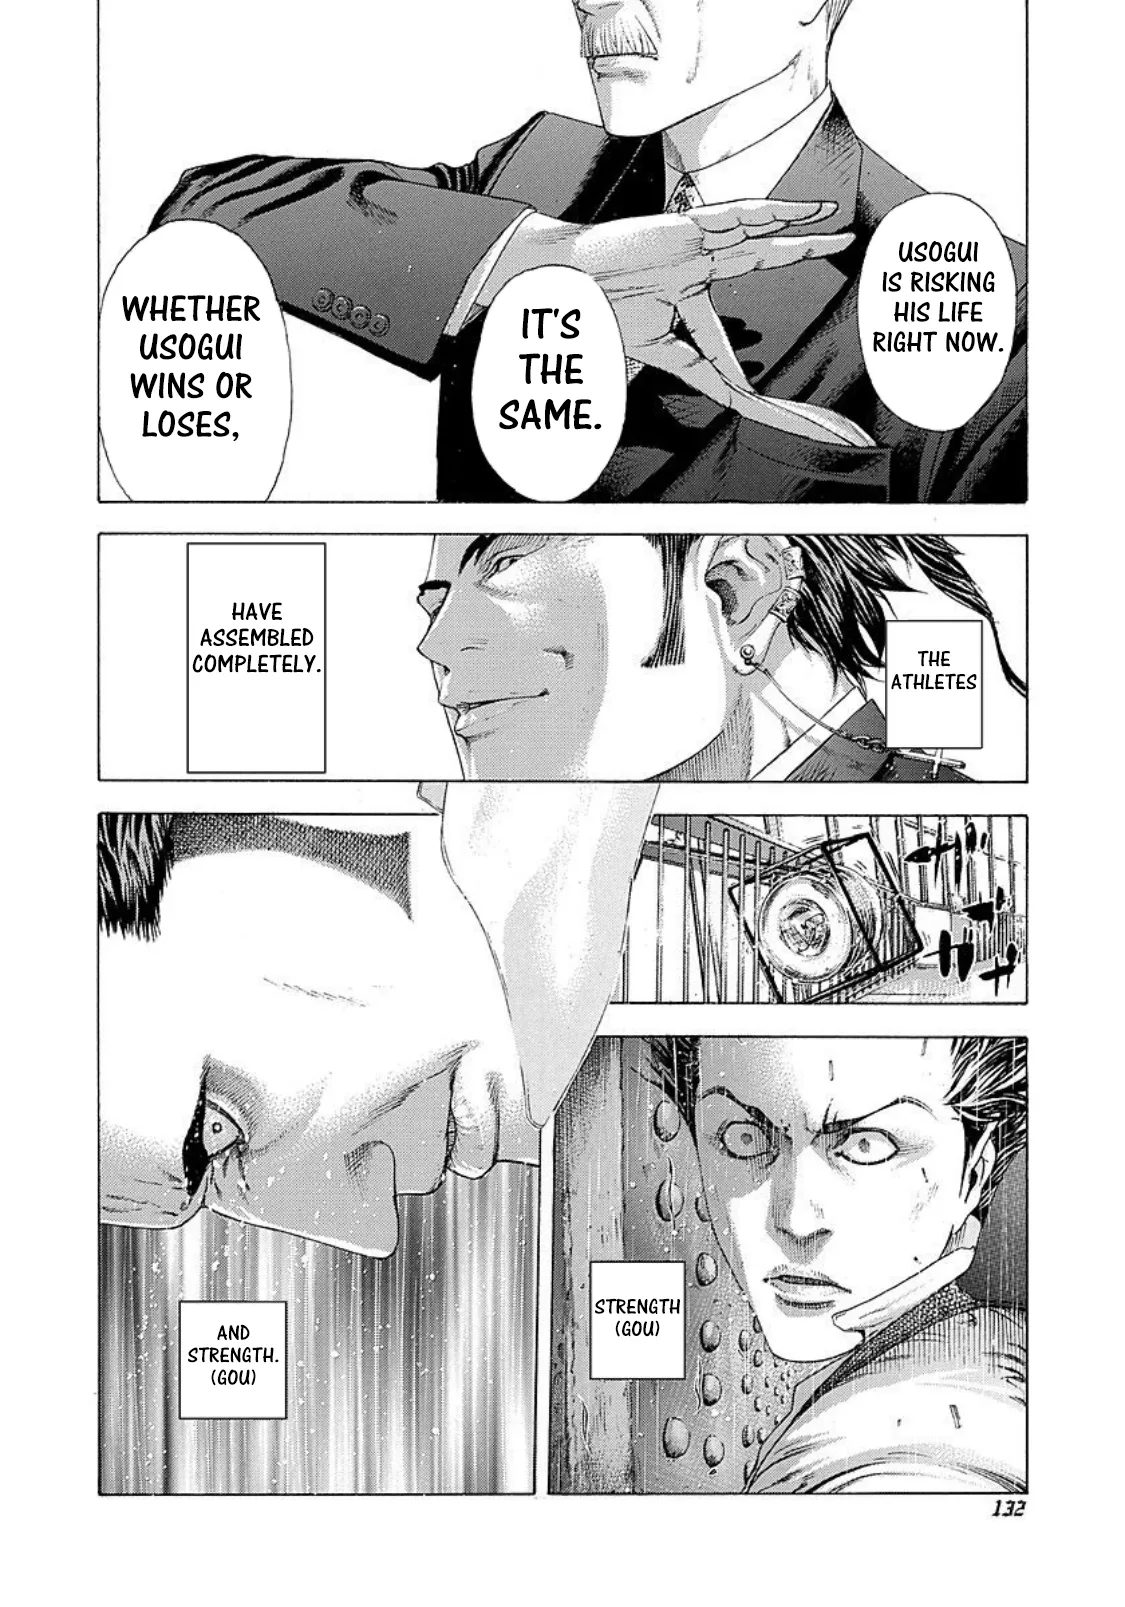 USOGUI
IS RISKING
HIS LIFE
RIGHT NOW.
IT'S
THE
SAME.
WHETHER
USOGUI
WINS OR
LOSES,
THE
ATHLETES
HAVE
ASSEMBLED
COMPLETELY.
STRENGTH
(GOU)
AND
STRENGTH.
(GOU)
132